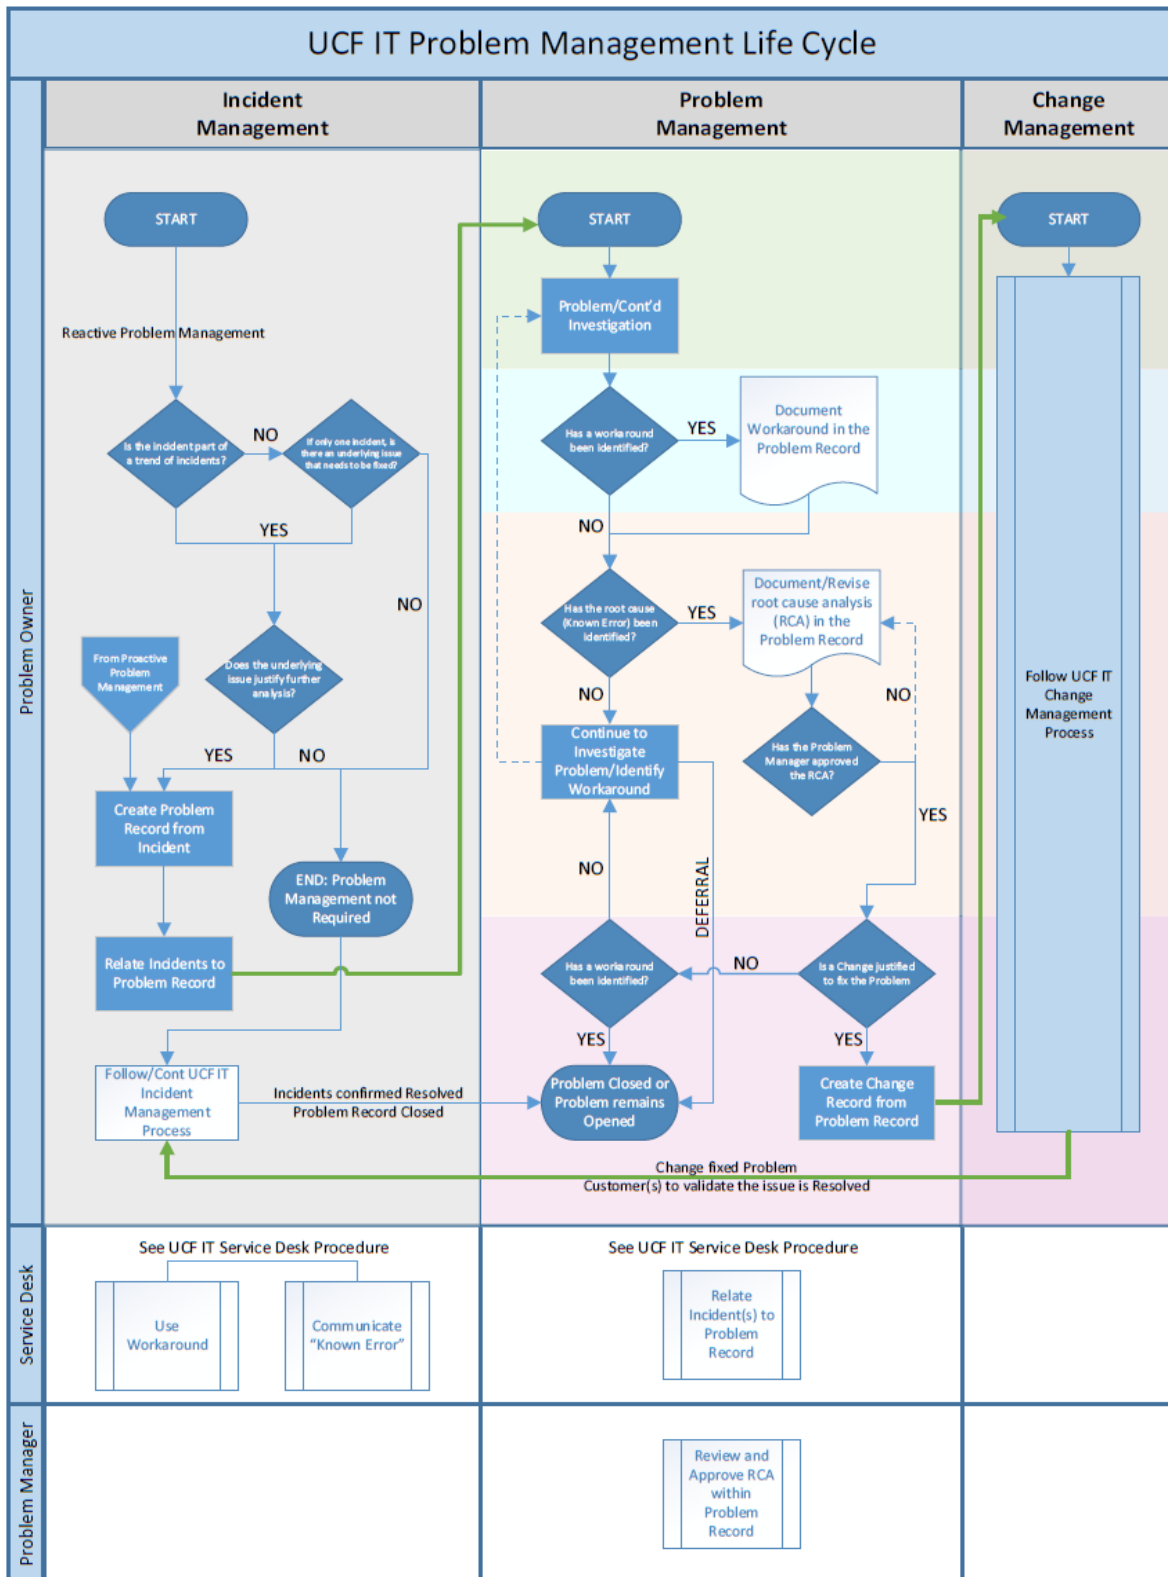 UCF IT Problem Management Life Cycle
Incident
Management
Problem
Management
Change
Management
Problem Owner
START
Reactive Problem Management
Is the incident part of
a trend of incidents?
NO
If only one incident, is
there an underlying issue
that needs to be fixed?
YES
NO
Does the underlying
issue justify further
analysis?
From Proactive
Problem
Management
YES
NO
Create Problem
Record from
Incident
END: Problem
Management not
Required
Relate Incidents to
Problem Record
Follow/Cont UCF IT
Incident
Management
Process
Incidents confirmed Resolved
Problem Record Closed
START
Problem/Cont'd
Investigation
Has a workaround
been identified?
YES
Document
Workaround in the
Problem Record
NO
Has the root cause
(Known Error) been
identified?
YES
Document/Revise
root cause analysis
(RCA) in the
Problem Record
NO
NO
Continue to
Investigate
Problem/Identify
Workaround
Has the Problem
Manager approved
the RCA?
YES
NO
DEFERRAL
Has a workaround
been identified?
NO
Is a Change justified
to fix the Problem
YES
YES
Problem Closed or
Problem remains
Opened
Create Change
Record from
Problem Record
Change fixed Problem
Customer(s) to validate the issue is Resolved
START
Follow UCF IT
Change
Management
Process
Service Desk
See UCF IT Service Desk Procedure
Use
Workaround
Communicate
“Known Error”
See UCF IT Service Desk Procedure
Relate
Incident(s) to
Problem
Record
Problem Manager
Review and
Approve RCA
within
Problem
Record